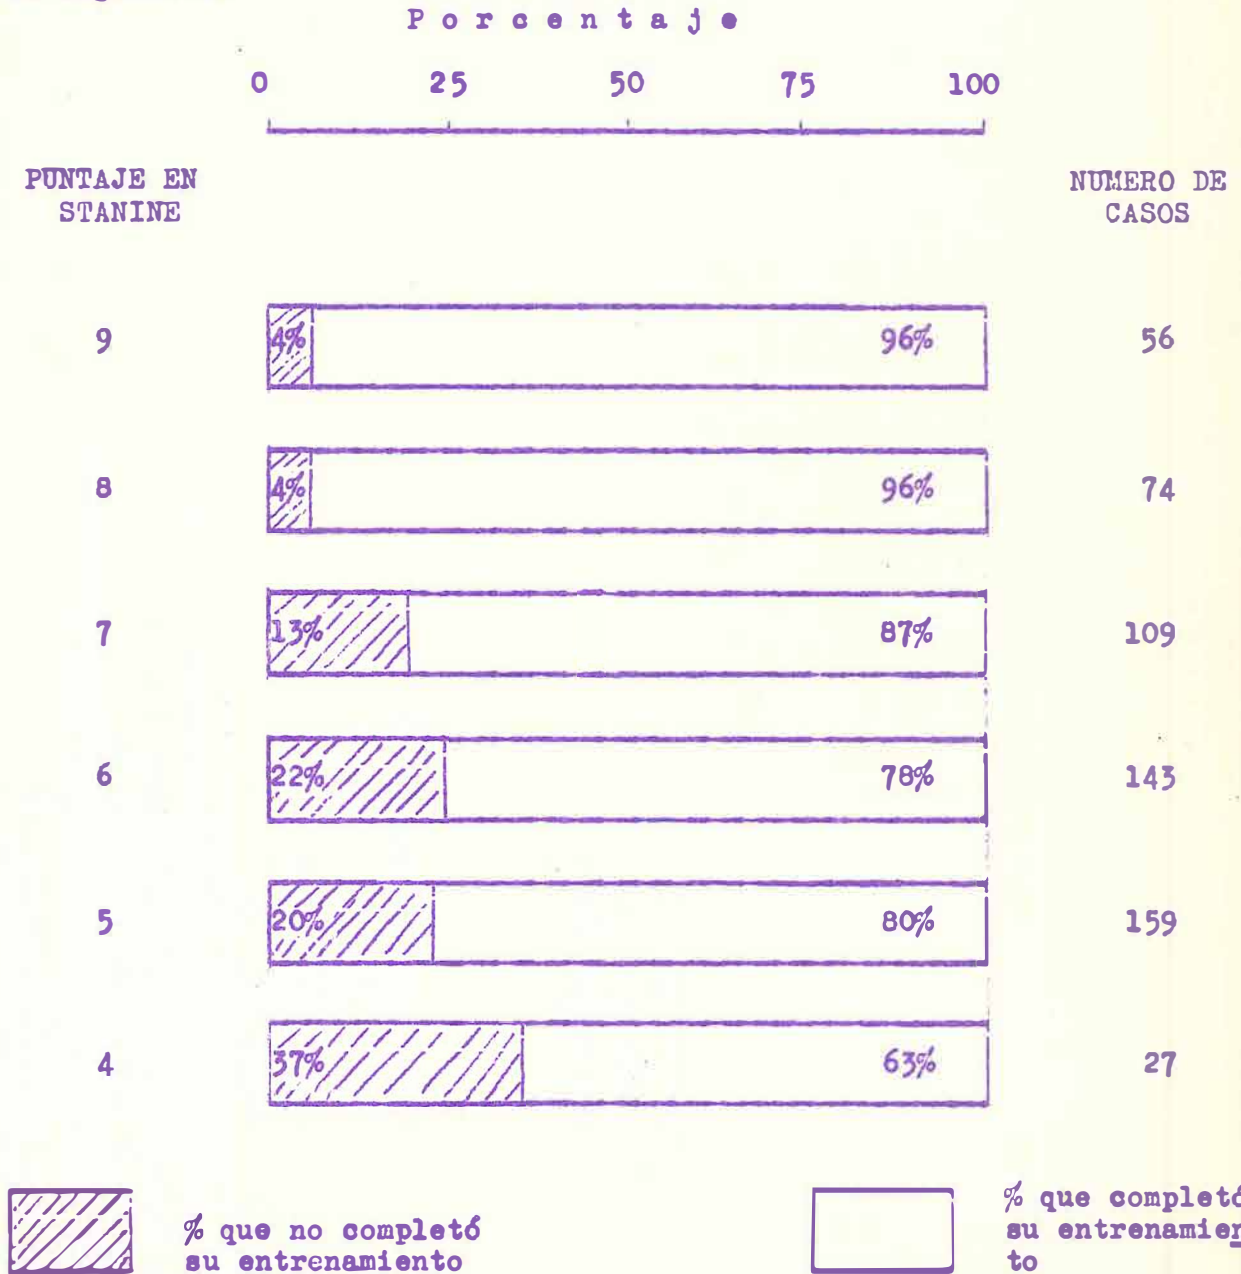 Porcentaje
0 25 50 75 100
PUNTAJE EN
STANINE
NUMERO DE
CASOS
9 4% 96% 56
8 4% 96% 74
7 13% 87% 109
6 22% 78% 143
5 20% 80% 159
4 37% 63% 27
% que no completó
su entrenamiento
% que completó
su entrenamien
to